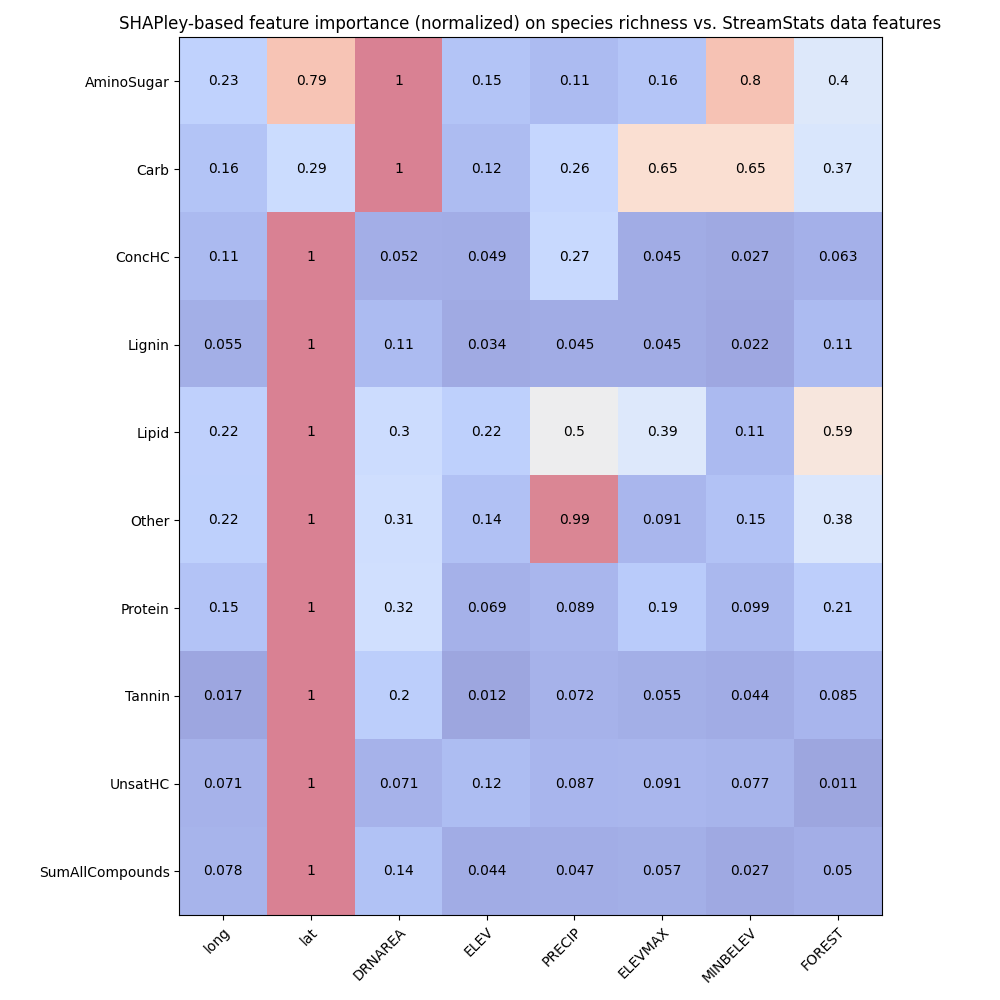 SHAPley-based feature importance (normalized) on species richness vs. StreamStats data features
AminoSugar 0.23 0.79 1 0.15 0.11 0.16 0.8 0.4
Carb 0.16 0.29 1 0.12 0.26 0.65 0.65 0.37
ConcHC 0.11 1 0.052 0.049 0.27 0.045 0.027 0.063
Lignin 0.055 1 0.11 0.034 0.045 0.045 0.022 0.11
Lipid 0.22 1 0.3 0.22 0.5 0.39 0.11 0.59
Other 0.22 1 0.31 0.14 0.99 0.091 0.15 0.38
Protein 0.15 1 0.32 0.069 0.089 0.19 0.099 0.21
Tannin 0.017 1 0.2 0.012 0.072 0.055 0.044 0.085
UnsatHC 0.071 1 0.071 0.12 0.087 0.091 0.077 0.011
SumAllCompounds 0.078 1 0.14 0.044 0.047 0.057 0.027 0.05
long lat DRNAREA ELEV PRECIP ELEVMAX MINBELEV FOREST